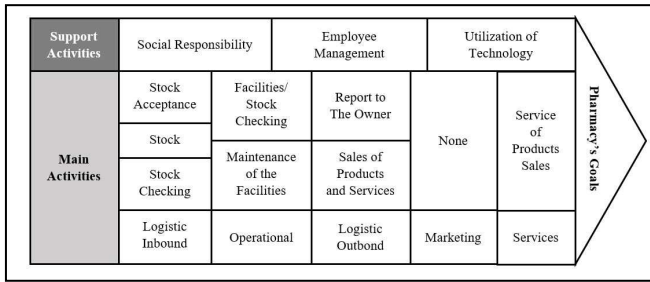 Support
Activities
Social Responsibility
Employee
Management
Utilization of
Technology
Main
Activities
Stock
Acceptance
Stock
Stock
Checking
Logistic
Inbound
Facilities/
Stock
Checking
Maintenance
of the
Facilities
Operational
Report to
The Owner
Sales of
Products
and Services
Logistic
Outbond
None
Marketing
Service
of
Products
Sales
Services
Pharmacy's Goals